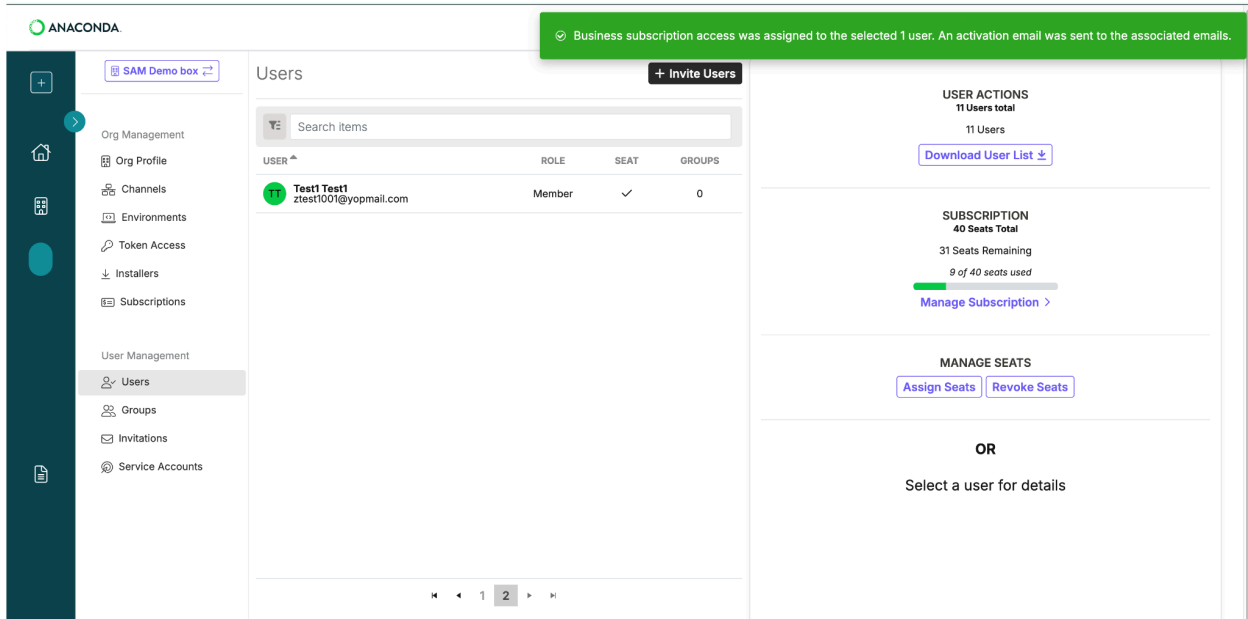 ANACONDA.
Business subscription access was assigned to the selected 1 user. An activation email was sent to the associated emails.
SAM Demo box
Org Management
Org Profile
Channels
Environments
Token Access
Installers
Subscriptions
User Management
Users
Groups
Invitations
Service Accounts
Users
+ Invite Users
Search items
USER ROLE SEAT GROUPS
TT
Test1 Test1
ztest1001@yopmail.com
Member 0
1 2
USER ACTIONS
11 Users total
11 Users
Download User List
SUBSCRIPTION
40 Seats Total
31 Seats Remaining
9 of 40 seats used
Manage Subscription
MANAGE SEATS
Assign Seats Revoke Seats
OR
Select a user for details